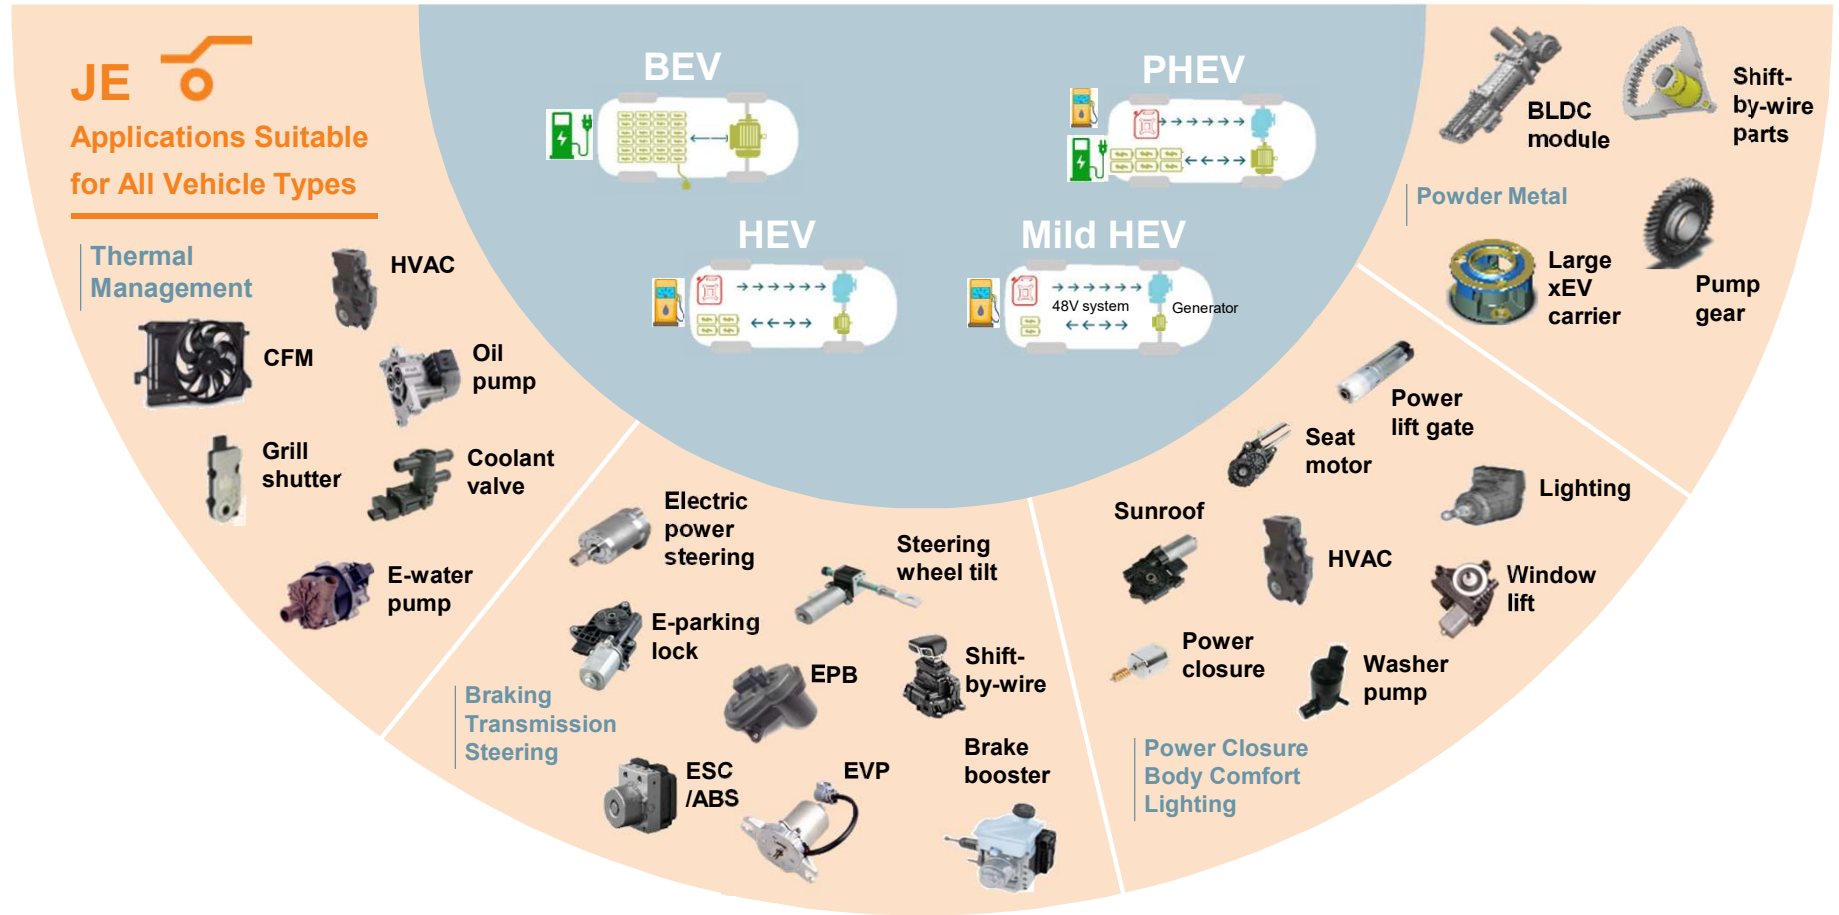 JE
Applications Suitable
for All Vehicle Types
BEV
PHEV
HEV
Mild HEV
48V system
Generator
Thermal
Management
HVAC
CFM
Oil
pump
Grill
shutter
Coolant
valve
E-water
pump
Braking
Transmission
Steering
Electric
power
steering
Steering
wheel tilt
E-parking
lock
EPB
Shift-
by-wire
ESC
/ABS
EVP
Brake
booster
Power Closure
Body Comfort
Lighting
Power
lift gate
Seat
motor
Lighting
Sunroof
HVAC
Window
lift
Power
closure
Washer
pump
Powder Metal
BLDC
module
Shift-
by-wire
parts
Large
xEV
carrier
Pump
gear